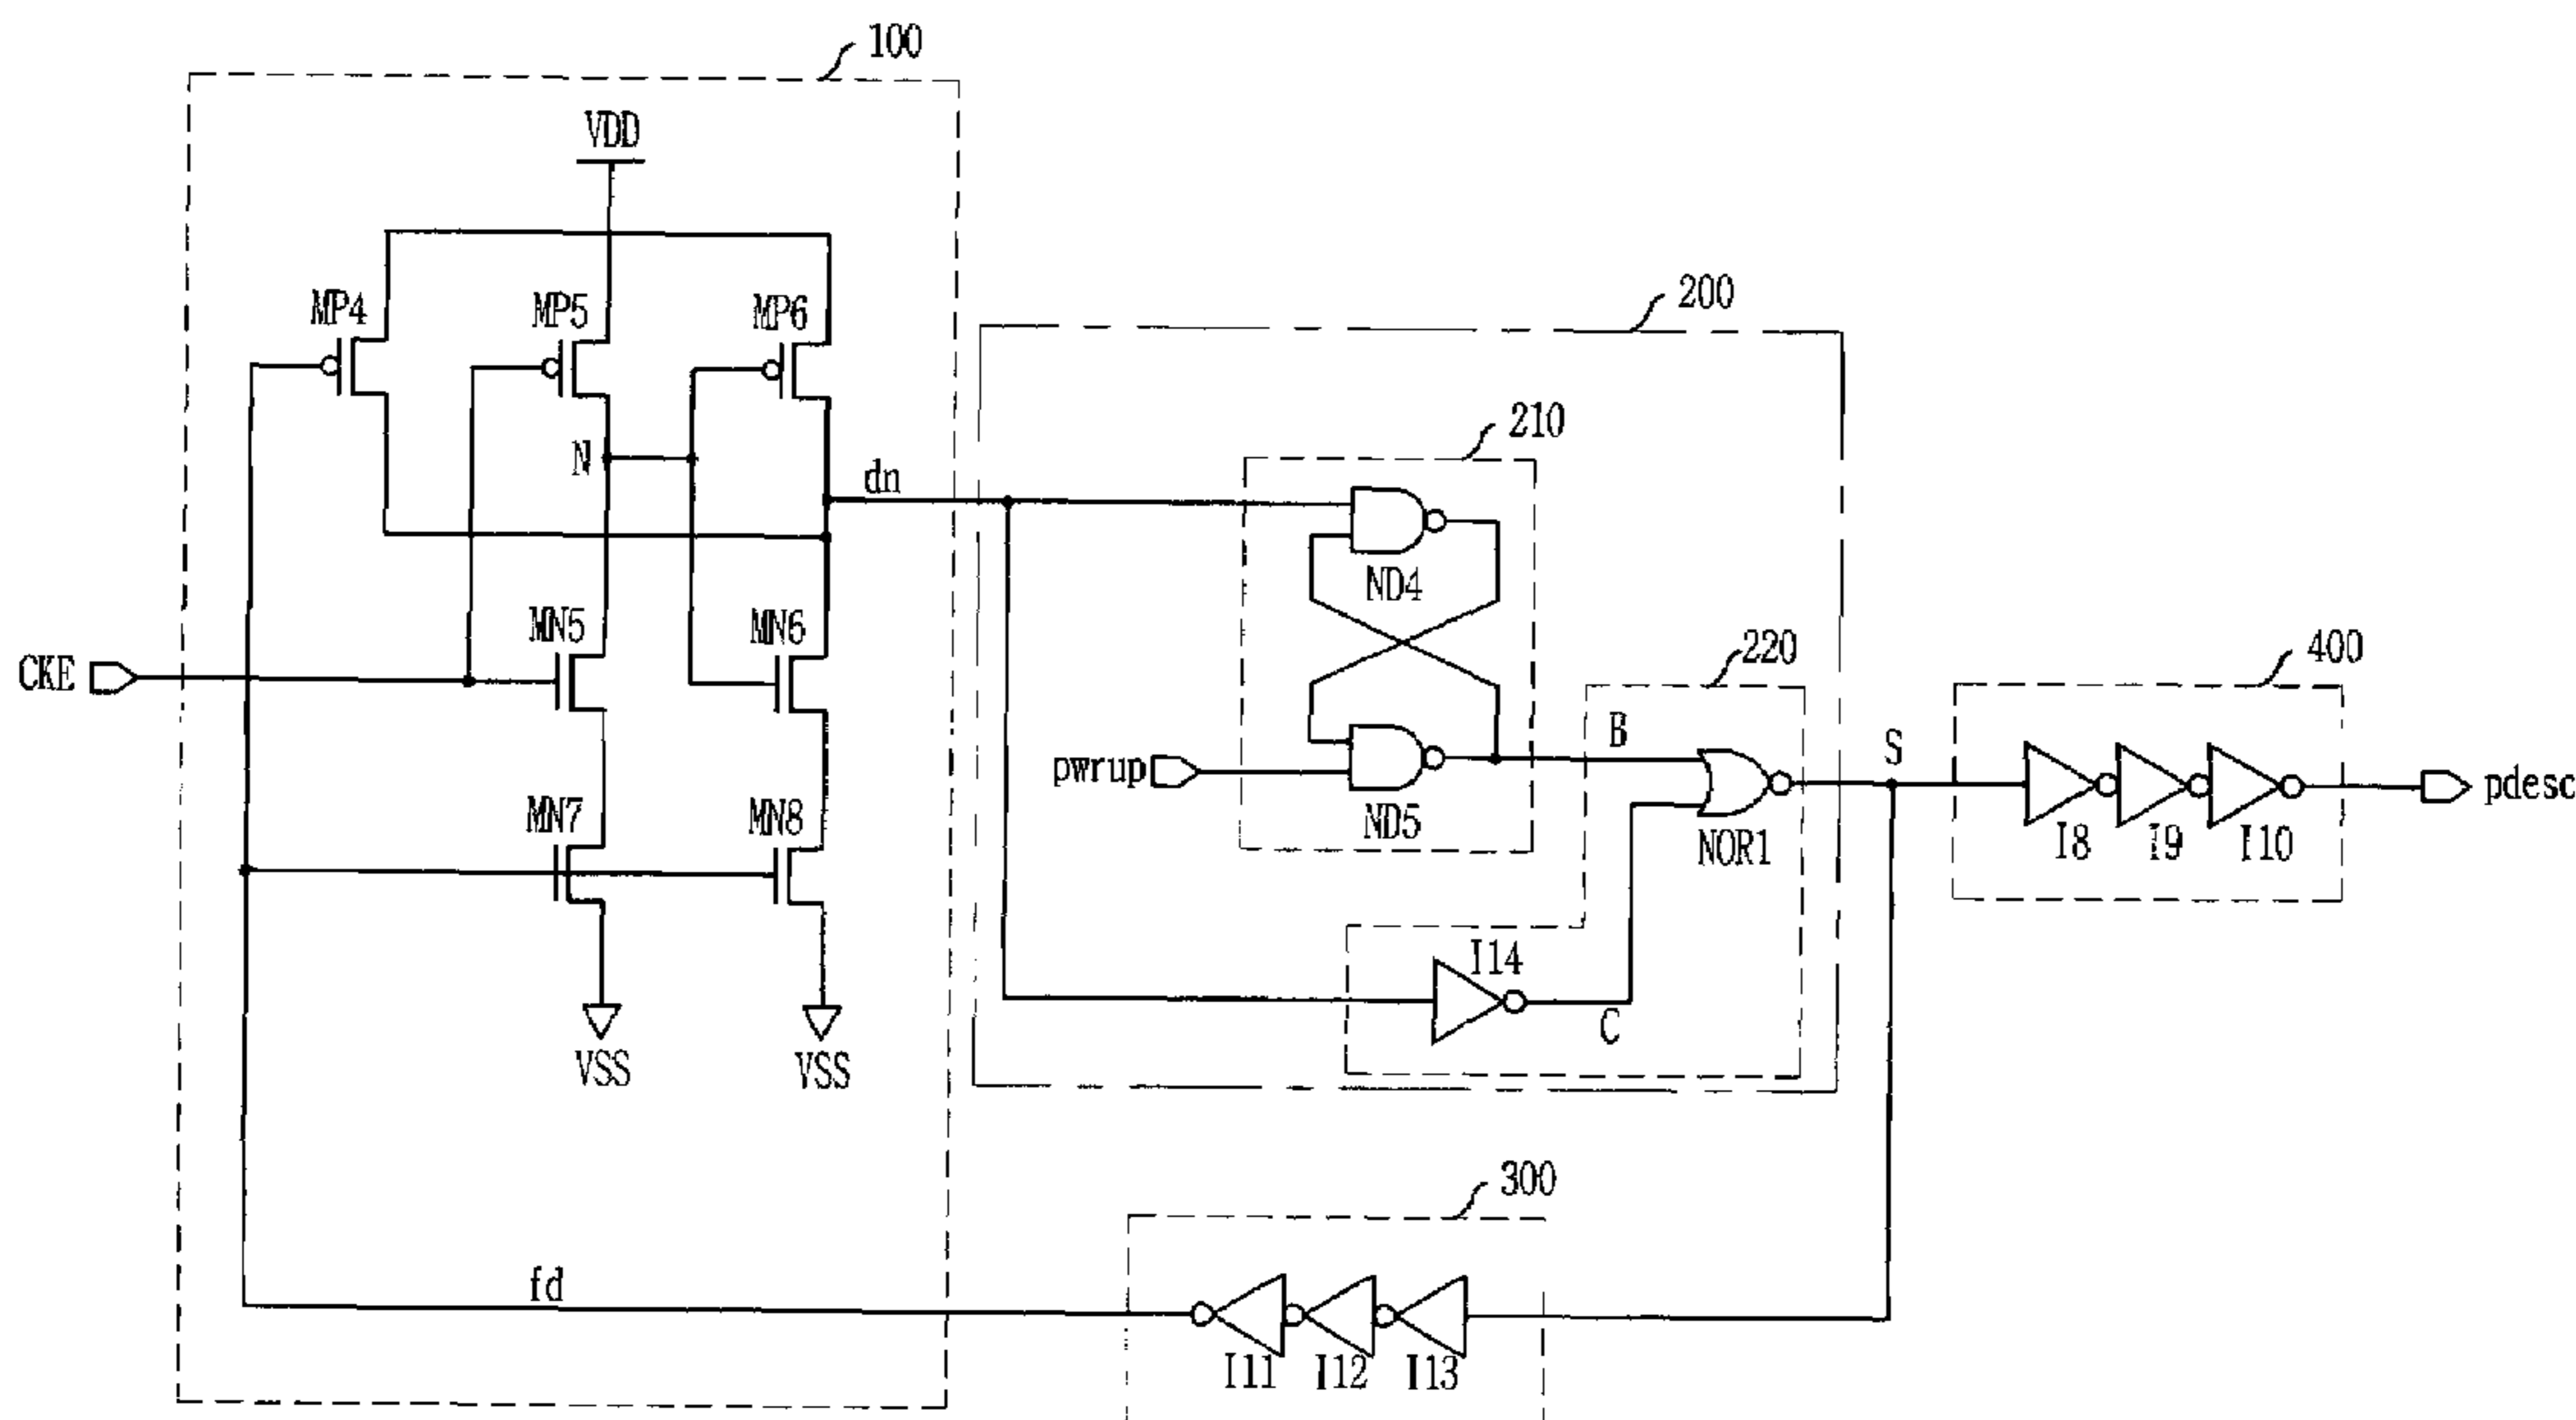 100
VDD
MP4
MP5
MP6
200
210
N
dn
ND4
MN5
MN6
220
400
CKE
B
S
pwrup
pdesc
ND5
NOR1
I8
I9
I10
MN7
MN8
I14
C
VSS
VSS
300
fd
I11
I12
I13